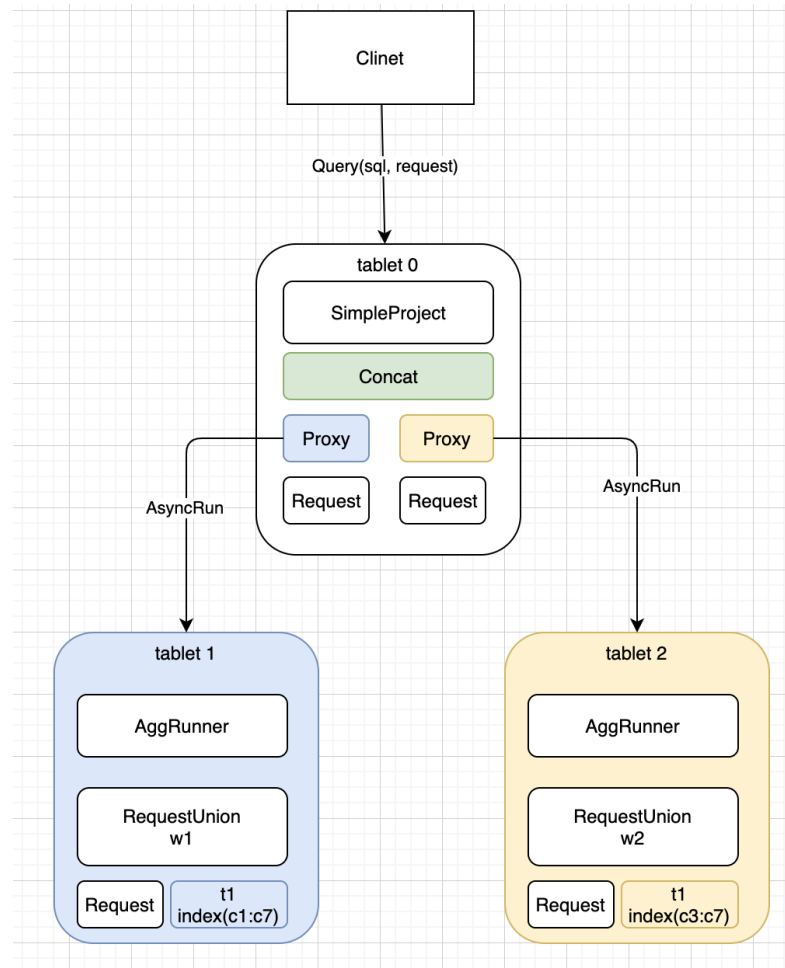 Clinet
Query(sql, request)
tablet 0
SimpleProject
Concat
Proxy
Proxy
Request
Request
AsyncRun
AsyncRun
tablet 1
AggRunner
RequestUnion
w1
Request
t1
index(c1:c7)
tablet 2
AggRunner
RequestUnion
w2
Request
t1
index(c3:c7)